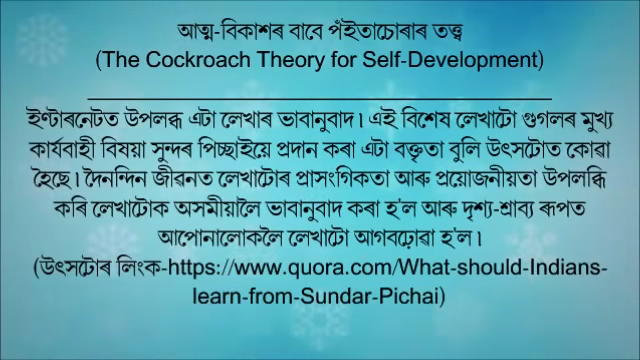 আত্ম-বিকাশৰ বাবে পঁইতাচোৰাৰ তত্ত্ব
(The Cockroach Theory for Self-Development)
ইণ্টাৰনেটত উপলব্ধ এটা লেখাৰ ভাবানুবাদ। এই বিশেষ লেখাটো গুগলৰ মুখ্য
কাৰ্যবাহী বিষয়া সুন্দৰ পিচ্ছাইয়ে প্ৰদান কৰা এটা বক্তৃতা বুলি উৎসটোত কোৱা
হৈছে। দৈনন্দিন জীৱনত লেখাটোৰ প্ৰাসংগিকতা আৰু প্ৰয়োজনীয়তা উপলব্ধি
কৰি লেখাটোক অসমীয়ালৈ ভাবানুবাদ কৰা হ'ল আৰু দৃশ্য-শ্ৰাব্য ৰূপত
আপোনালোকলৈ লেখাটো আগবঢ়োৱা হ'ল।
(উৎসটোৰ লিংক-https://www.quora.com/What-should-Indians-
learn-from-Sundar-Pichai)